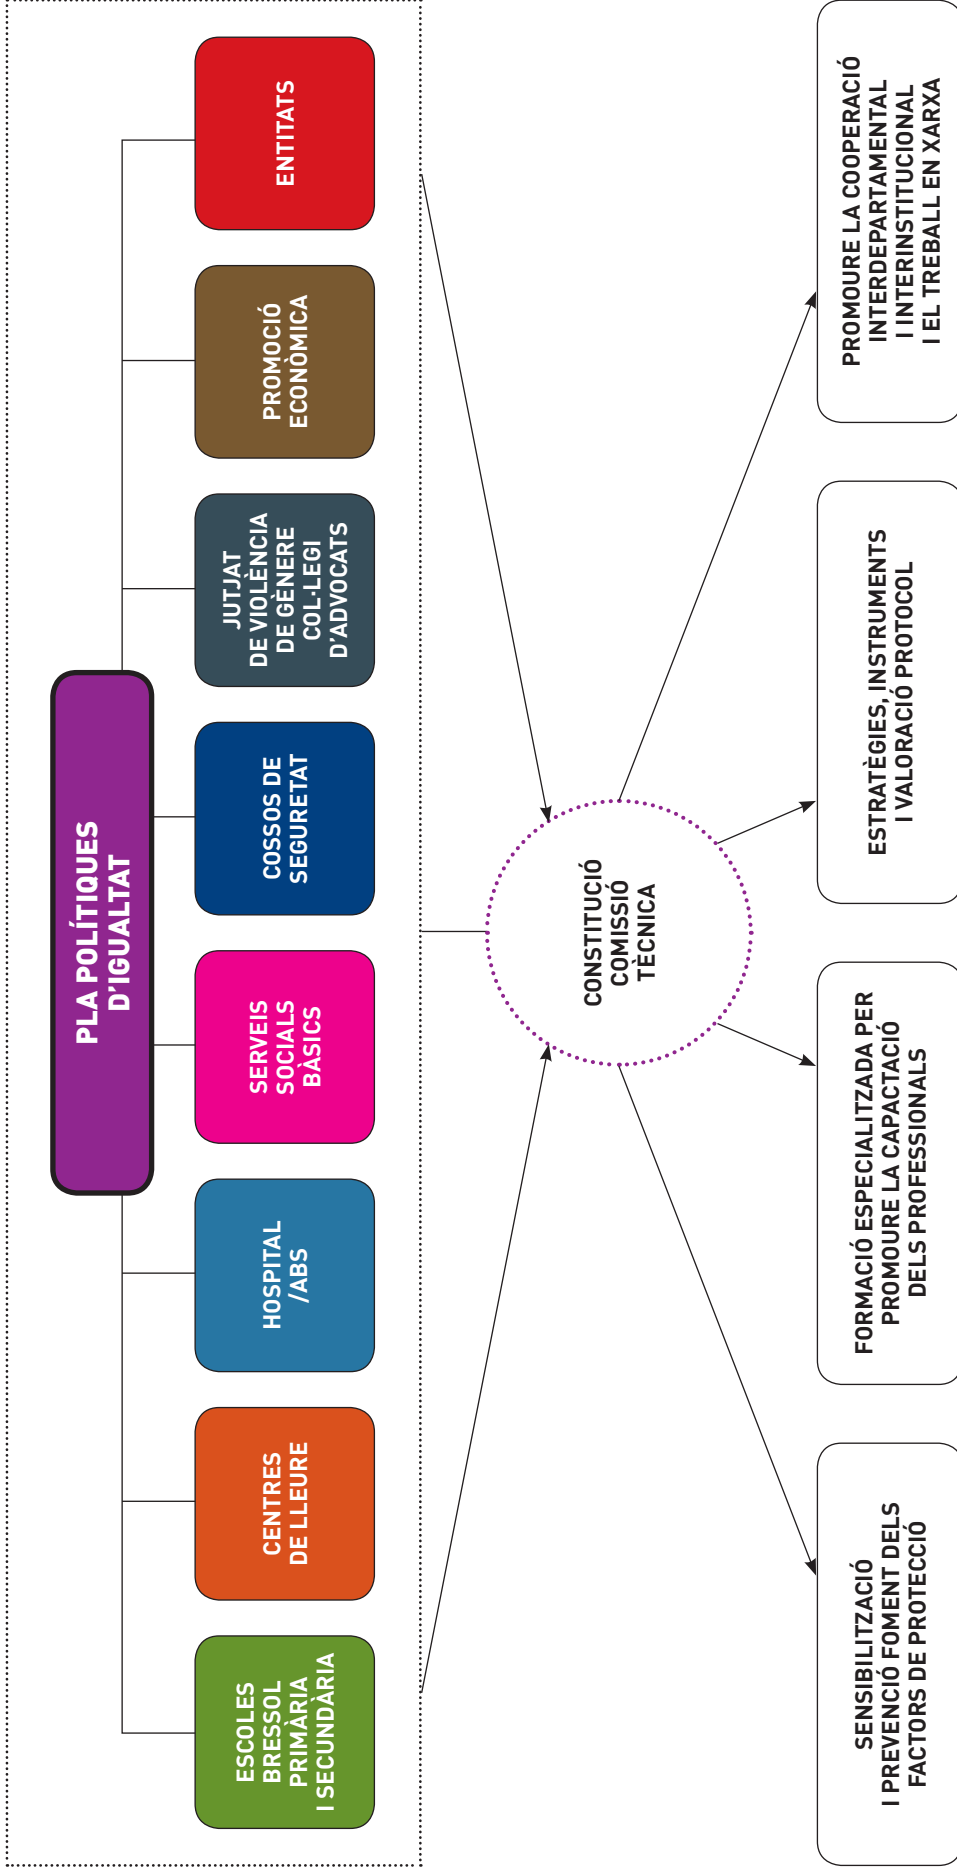 PLA POLÍTIQUES
D'IGUALTAT
ESCOLES
BRESSOL
PRIMÀRIA
I SECUNDÀRIA
CENTRES
DE LLEURE
HOSPITAL
/ABS
SERVEIS
SOCIALS
BÀSICS
COSSOS DE
SEGURETAT
JUTJAT
DE VIOLÈNCIA
DE GÈNERE
COL·LEGI
D'ADVOCATS
PROMOCIÓ
ECONÒMICA
ENTITATS
CONSTITUCIÓ
COMISSIÓ
TÈCNICA
SENSIBILITZACIÓ
I PREVENCIÓ FOMENT DELS
FACTORS DE PROTECCIÓ
FORMACIÓ ESPECIALITZADA PER
PROMOURE LA CAPACTACIÓ
DELS PROFESSIONALS
ESTRATÈGIES, INSTRUMENTS
I VALORACIÓ PROTOCOL
PROMOURE LA COOPERACIÓ
INTERDEPARTAMENTAL
I INTERINSTITUCIONAL
I EL TREBALL EN XARXA